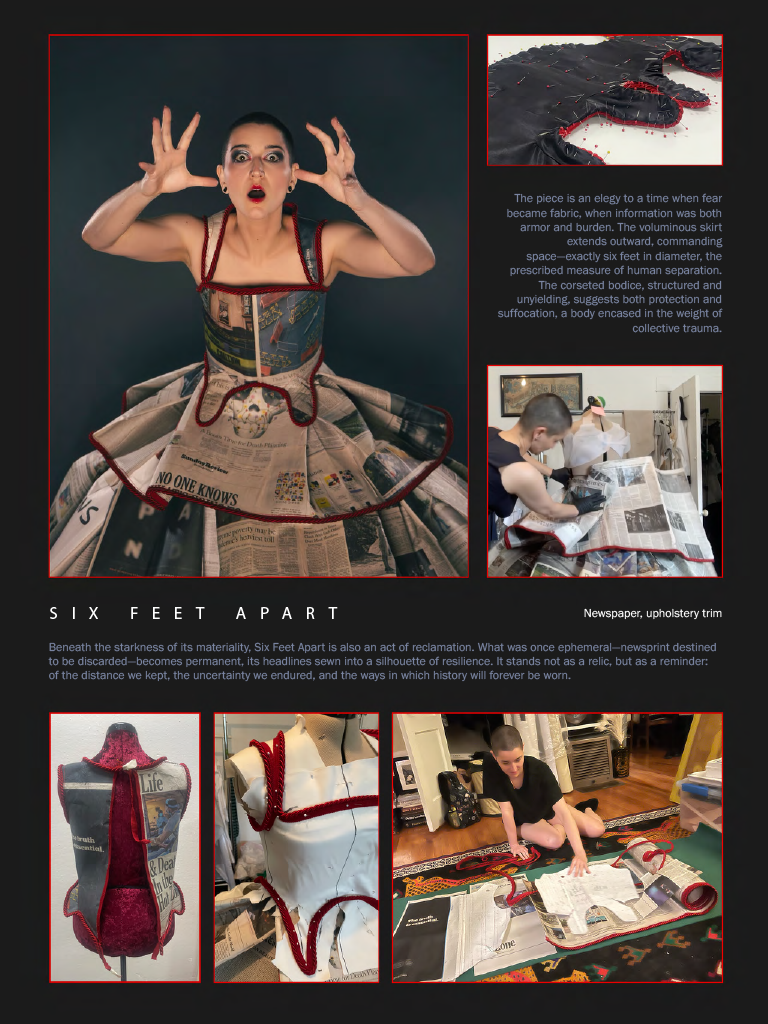 NO ONE KNOWS
Sunday Review
The piece is an elegy to a time when fear
became fabric, when information was both
armor and burden. The voluminous skirt
extends outward, commanding
space—exactly six feet in diameter, the
prescribed measure of human separation.
The corseted bodice, structured and
unyielding, suggests both protection and
suffocation, a body encased in the weight of
collective trauma.
SIX FEET APART
Newspaper, upholstery trim
Beneath the starkness of its materiality, Six Feet Apart is also an act of reclamation. What was once ephemeral—newsprint destined
to be discarded—becomes permanent, its headlines sewn into a silhouette of resilience. It stands not as a relic, but as a reminder:
of the distance we kept, the uncertainty we endured, and the ways in which history will forever be worn.
Life
& Dea